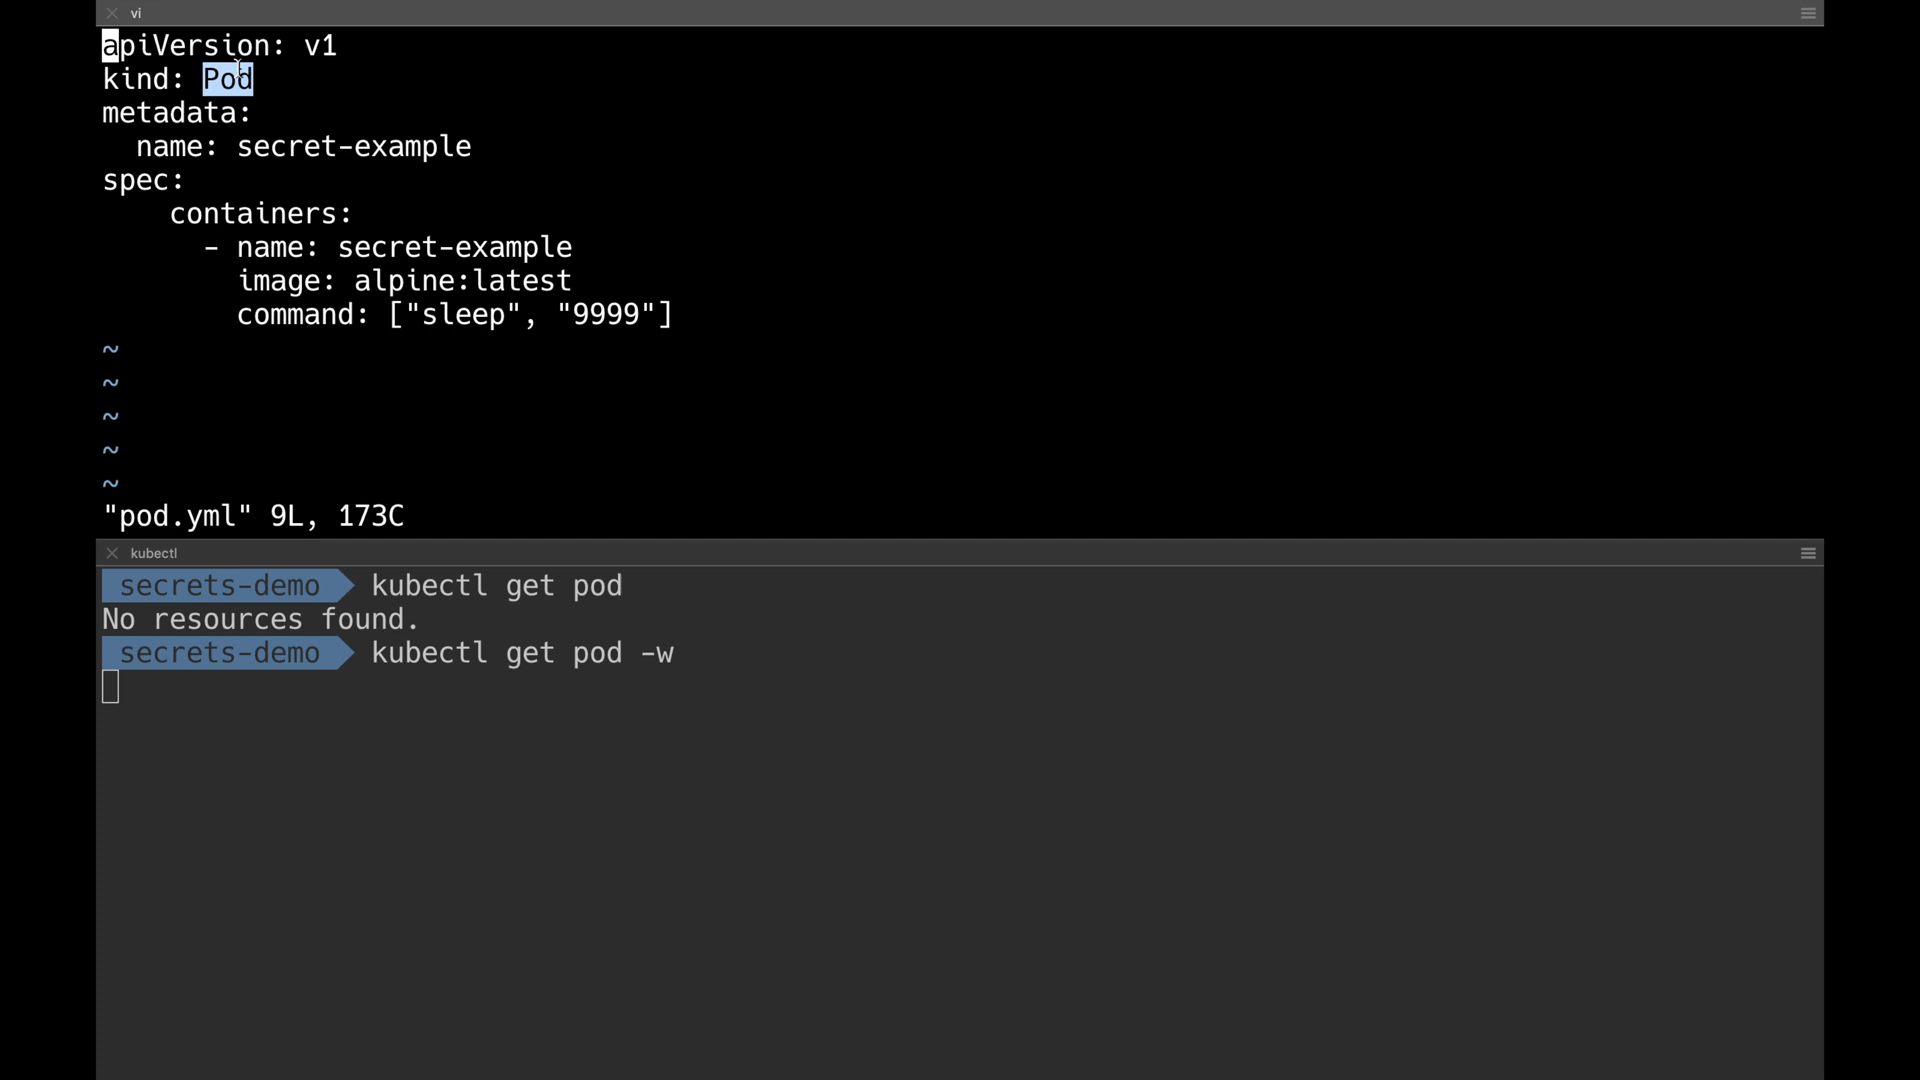 vi
apiVersion: v1
kind: Pod
metadata:
  name: secret-example
spec:
    containers:
      - name: secret-example
        image: alpine:latest
        command: ["sleep", "9999"]
~
~
~
~
~
"pod.yml" 9L, 173C
kubectl
secrets-demo kubectl get pod
No resources found.
secrets-demo kubectl get pod -w